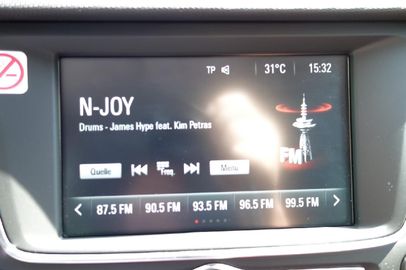 TP 31°C 15:32
N-JOY
Drums - James Hype feat. Kim Petras
FM
Quelle Freq. Menü
87.5 FM 90.5 FM 93.5 FM 96.5 FM 99.5 FM